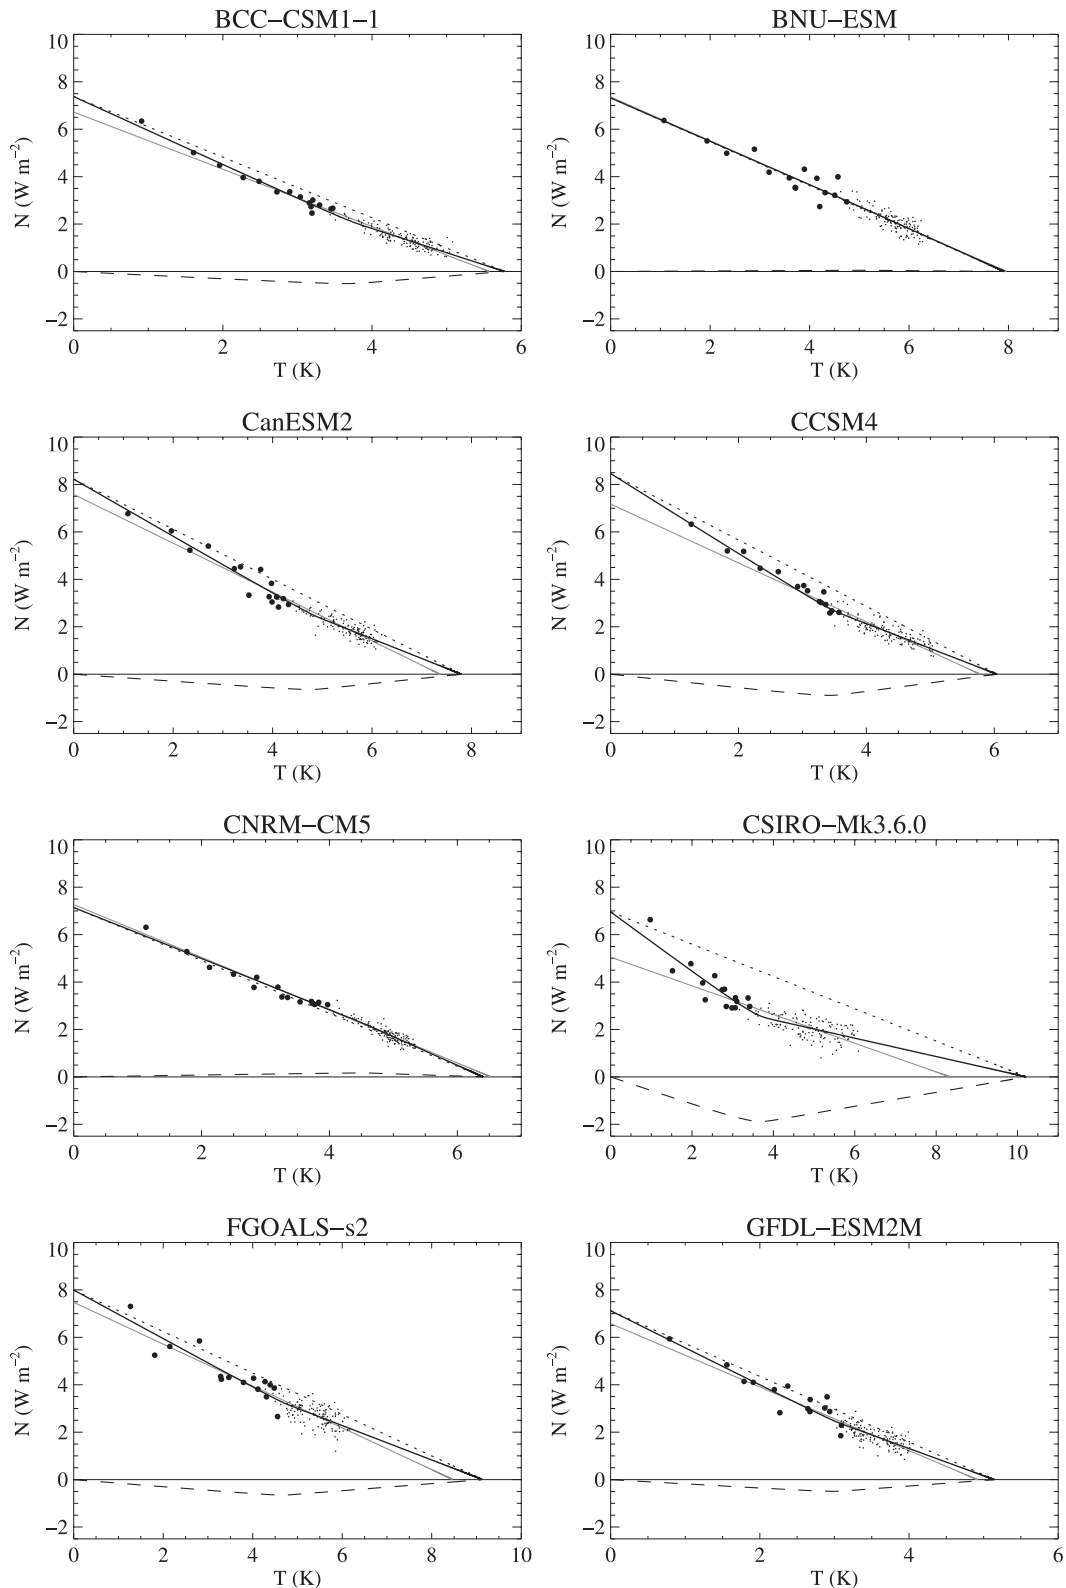 BCC−CSM1−1
10
8
6
4
2
0
−2
N (W m−2)
0 2 4 6
T (K)
BNU−ESM
10
8
6
4
2
0
−2
N (W m−2)
0 2 4 6 8
T (K)
CanESM2
10
8
6
4
2
0
−2
N (W m−2)
0 2 4 6 8
T (K)
CCSM4
10
8
6
4
2
0
−2
N (W m−2)
0 2 4 6
T (K)
CNRM−CM5
10
8
6
4
2
0
−2
N (W m−2)
0 2 4 6
T (K)
CSIRO−Mk3.6.0
10
8
6
4
2
0
−2
N (W m−2)
0 2 4 6 8 10
T (K)
FGOALS−s2
10
8
6
4
2
0
−2
N (W m−2)
0 2 4 6 8 10
T (K)
GFDL−ESM2M
10
8
6
4
2
0
−2
N (W m−2)
0 2 4 6
T (K)